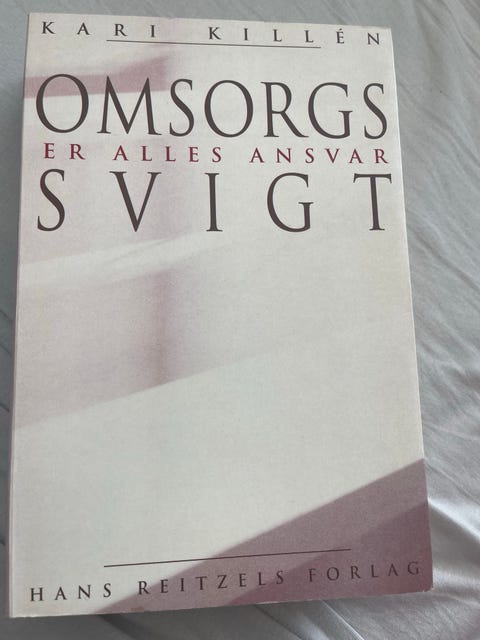 KARI KILLÉN
OMSORGS
ER ALLES ANSVAR
SVIGT
HANS REITZELS FORLAG